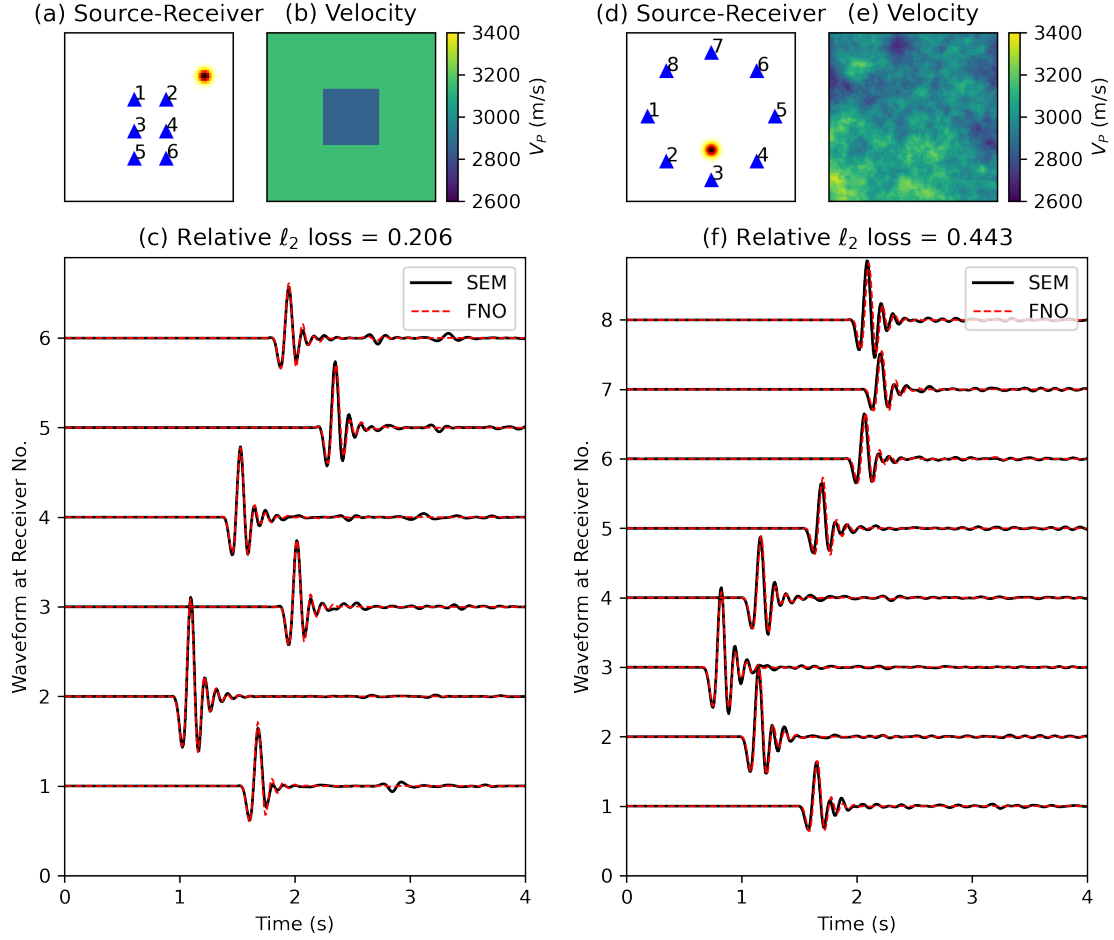 (a) Source-Receiver
(b) Velocity
(d) Source-Receiver
(e) Velocity
1 2
3 4
5 6
3400
3200
3000
2800
2600
V_P (m/s)
7
8 6
1 5
2 4
3
3400
3200
3000
2800
2600
V_P (m/s)
(c) Relative ℓ₂ loss = 0.206
SEM
FNO
6
5
4
3
2
1
0
Waveform at Receiver No.
0 1 2 3 4
Time (s)
(f) Relative ℓ₂ loss = 0.443
SEM
FNO
8
7
6
5
4
3
2
1
0
Waveform at Receiver No.
0 1 2 3 4
Time (s)